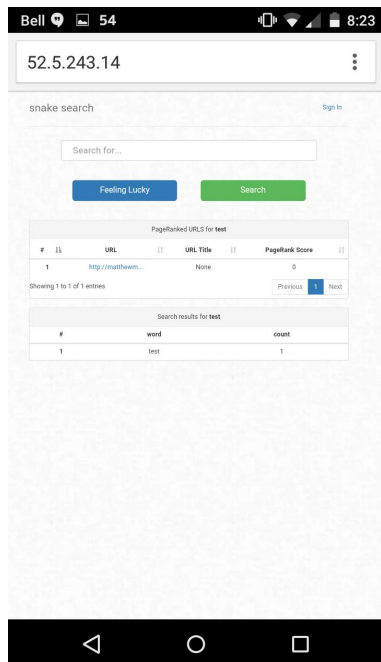 Bell 54 8:23
52.5.243.14
snake search Sign In
Search for...
Feeling Lucky Search
PageRanked URLS for test
# URL URL Title PageRank Score
1 http://matthewm... None 0
Showing 1 to 1 of 1 entries Previous 1 Next
Search results for test
# word count
1 test 1